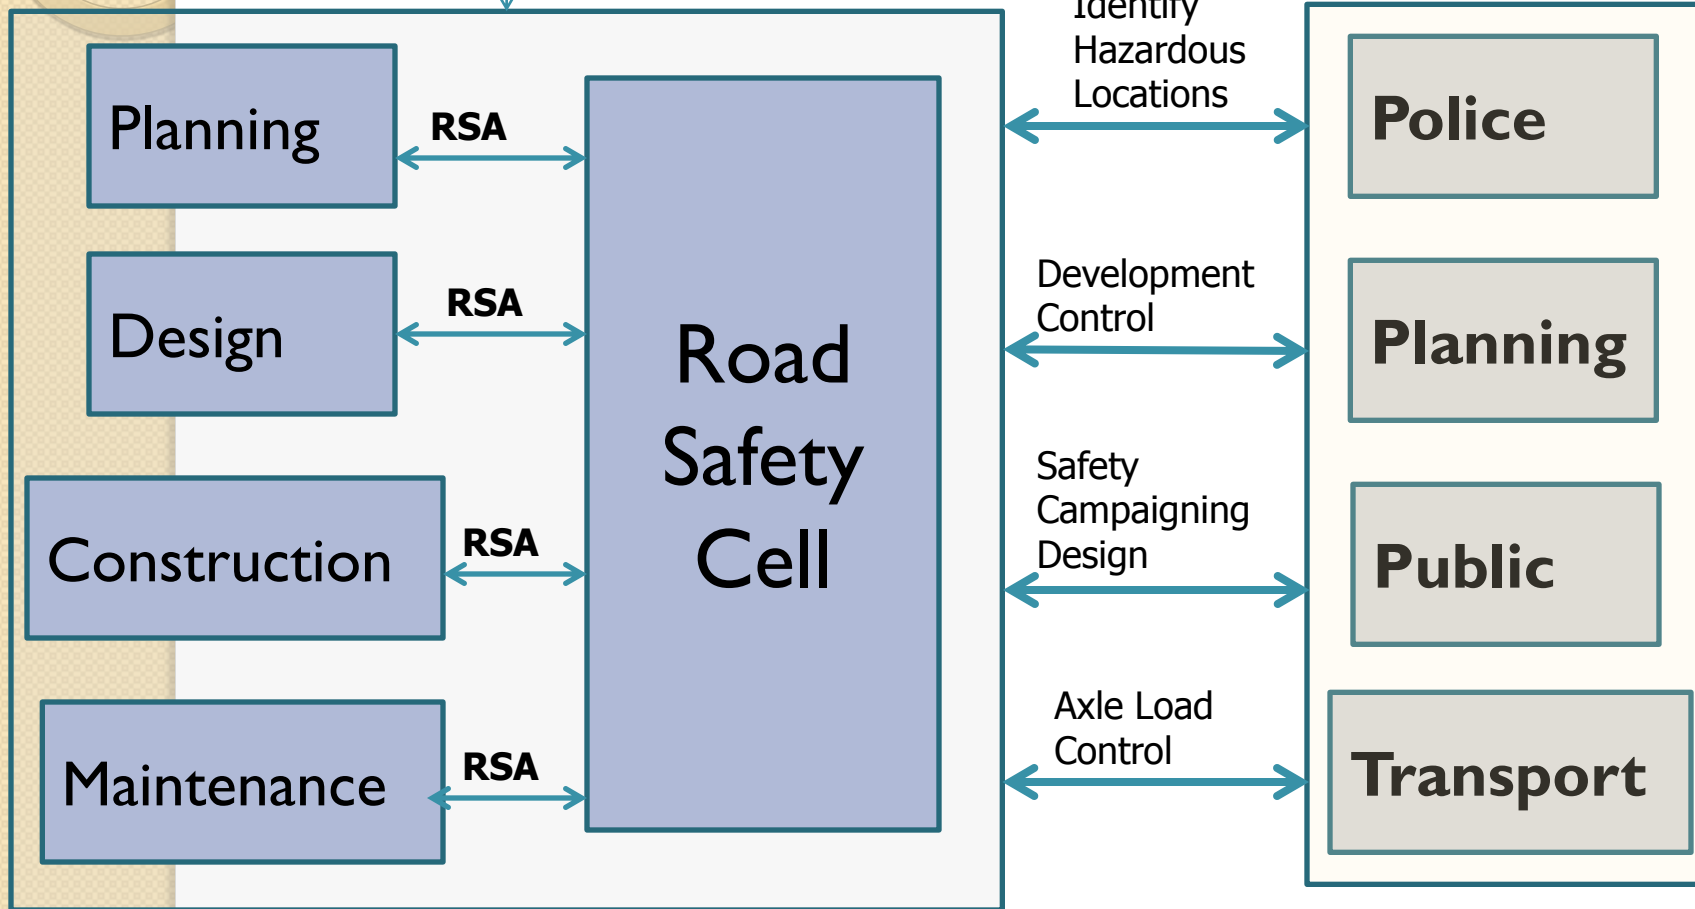 Identify
Hazardous
Locations
Planning
RSA
Police
Design
RSA
Development
Control
Planning
Road
Safety
Cell
Construction
RSA
Safety
Campaigning
Design
Public
Maintenance
RSA
Axle Load
Control
Transport